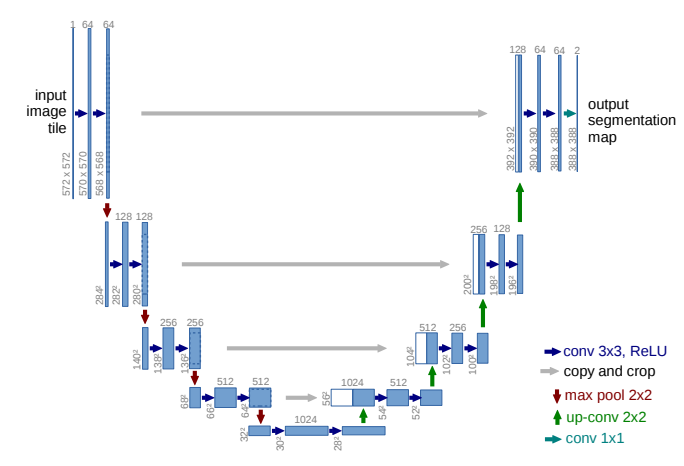 1 64 64
128 64 64 2
input
image
tile
output
segmentation
map
572 x 572
570 x 570
568 x 568
392 x 392
390 x 390
388 x 388
388 x 388
128 128
256 128
284²
282²
280²
200²
198²
196²
256 256
512 256
140²
138²
136²
104²
102²
100²
512 512
1024 512
68²
66²
64²
56²
54²
52²
1024
32²
30²
28²
conv 3x3, ReLU
copy and crop
max pool 2x2
up-conv 2x2
conv 1x1